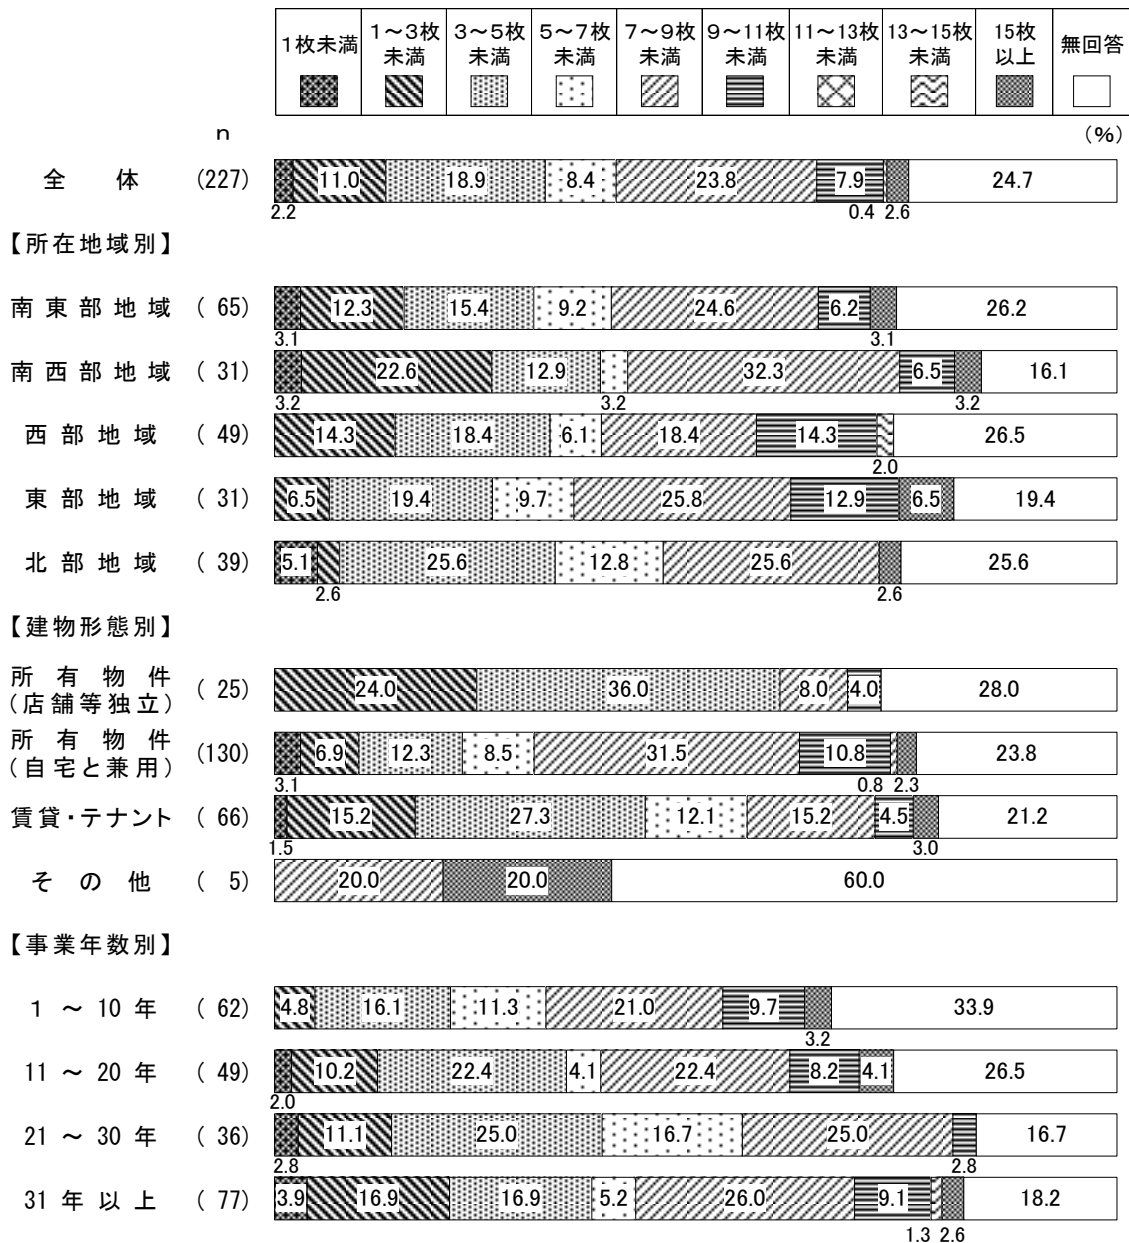 1枚未満 1～3枚未満 3～5枚未満 5～7枚未満 7～9枚未満 9～11枚未満 11～13枚未満 13～15枚未満 15枚以上 無回答
n (%)
全体 (227) 11.0 18.9 8.4 23.8 7.9 24.7
2.2 0.4 2.6
【所在地域別】
南東部地域 ( 65) 12.3 15.4 9.2 24.6 6.2 26.2
3.1 3.1
南西部地域 ( 31) 22.6 12.9 32.3 6.5 16.1
3.2 3.2 3.2
西部地域 ( 49) 14.3 18.4 6.1 18.4 14.3 26.5
2.0
東部地域 ( 31) 6.5 19.4 9.7 25.8 12.9 6.5 19.4
北部地域 ( 39) 5.1 25.6 12.8 25.6 25.6
2.6 2.6
【建物形態別】
所有物件
(店舗等独立) ( 25) 24.0 36.0 8.0 4.0 28.0
所有物件
(自宅と兼用) (130) 6.9 12.3 8.5 31.5 10.8 23.8
3.1 0.8 2.3
賃貸・テナント ( 66) 15.2 27.3 12.1 15.2 4.5 21.2
1.5 3.0
その他 ( 5) 20.0 20.0 60.0
【事業年数別】
1～10年 ( 62) 4.8 16.1 11.3 21.0 9.7 33.9
3.2
11～20年 ( 49) 10.2 22.4 4.1 22.4 8.2 4.1 26.5
2.0
21～30年 ( 36) 11.1 25.0 16.7 25.0 16.7
2.8 2.8
31年以上 ( 77) 3.9 16.9 16.9 5.2 26.0 9.1 18.2
1.3 2.6